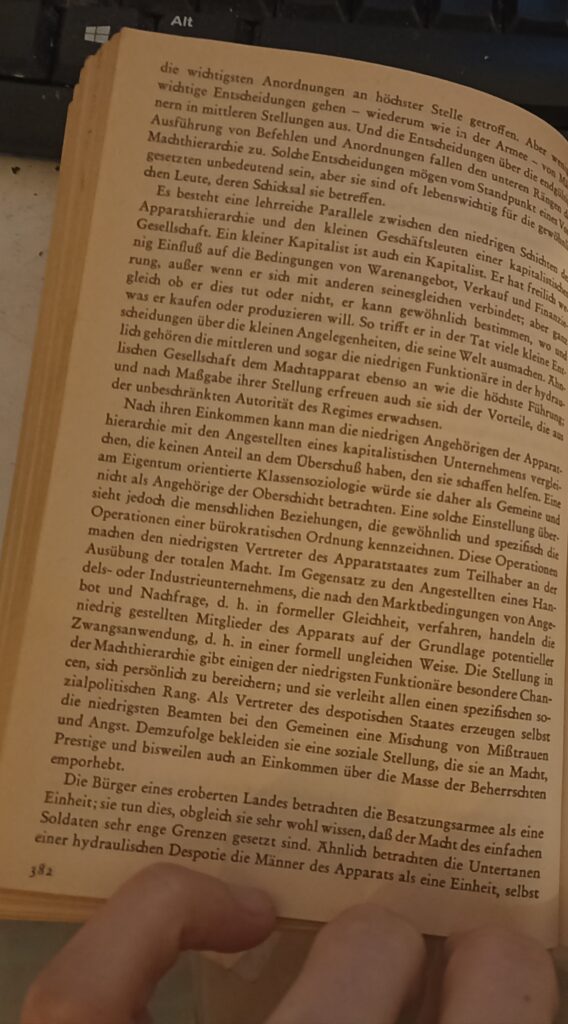 Alt
die wichtigsten Anordnungen an höchster Stelle getroffen. Aber
wichtige Entscheidungen gehen – wiederum wie in der Armee – von
nern in mittleren Stellungen aus. Und die Entscheidungen über die
Ausführung von Befehlen und Anordnungen fallen den unteren Rängen
Machthierarchie zu. Solche Entscheidungen mögen vom Standpunkt eines
gesetzten unbedeutend sein, aber sie sind oft lebenswichtig für die
chen Leute, deren Schicksal sie betreffen.
Es besteht eine lehrreiche Parallele zwischen den niedrigen Schichten
Apparatshierarchie und den kleinen Geschäftsleuten einer kapitalistischen
Gesellschaft. Ein kleiner Kapitalist ist auch ein Kapitalist. Er hat freilich
nig Einfluß auf die Bedingungen von Warenangebot, Verkauf und
rung, außer wenn er sich mit anderen seinesgleichen verbindet; aber ganz
gleich ob er dies tut oder nicht, er kann gewöhnlich bestimmen, wo und
was er kaufen oder produzieren will. So trifft er in der Tat viele kleine Ent-
scheidungen über die kleinen Angelegenheiten, die seine Welt ausmachen. Ähn-
lich gehören die mittleren und sogar die niedrigen Funktionäre in der hydrau-
lischen Gesellschaft dem Machtapparat ebenso an wie die höchste Führung;
und nach Maßgabe ihrer Stellung erfreuen auch sie sich der Vorteile, die aus
der unbeschränkten Autorität des Regimes erwachsen.
Nach ihren Einkommen kann man die niedrigen Angehörigen der Apparat-
hierarchie mit den Angestellten eines kapitalistischen Unternehmens verglei-
chen, die keinen Anteil an dem Überschuß haben, den sie schaffen helfen. Eine
am Eigentum orientierte Klassensoziologie würde sie daher als Gemeine und
nicht als Angehörige der Oberschicht betrachten. Eine solche Einstellung über-
sieht jedoch die menschlichen Beziehungen, die gewöhnlich und spezifisch die
Operationen einer bürokratischen Ordnung kennzeichnen. Diese Operationen
machen den niedrigsten Vertreter des Apparatstaates zum Teilhaber an der
Ausübung der totalen Macht. Im Gegensatz zu den Angestellten eines Han-
dels- oder Industrieunternehmens, die nach den Marktbedingungen von Ange-
bot und Nachfrage, d. h. in formeller Gleichheit, verfahren, handeln die
niedrig gestellten Mitglieder des Apparats auf der Grundlage potentieller
Zwangsanwendung, d. h. in einer formell ungleichen Weise. Die Stellung in
der Machthierarchie gibt einigen der niedrigsten Funktionäre besondere Chan-
cen, sich persönlich zu bereichern; und sie verleiht allen einen spezifischen so-
zialpolitischen Rang. Als Vertreter des despotischen Staates erzeugen selbst
die niedrigsten Beamten bei den Gemeinen eine Mischung von Mißtrauen
und Angst. Demzufolge bekleiden sie eine soziale Stellung, die sie an Macht,
Prestige und bisweilen auch an Einkommen über die Masse der Beherrschten
emporhebt.
Die Bürger eines eroberten Landes betrachten die Besatzungsarmee als eine
Einheit; sie tun dies, obgleich sie sehr wohl wissen, daß der Macht des einfachen
Soldaten sehr enge Grenzen gesetzt sind. Ähnlich betrachten die Untertanen
einer hydraulischen Despotie die Männer des Apparats als eine Einheit, selbst
382